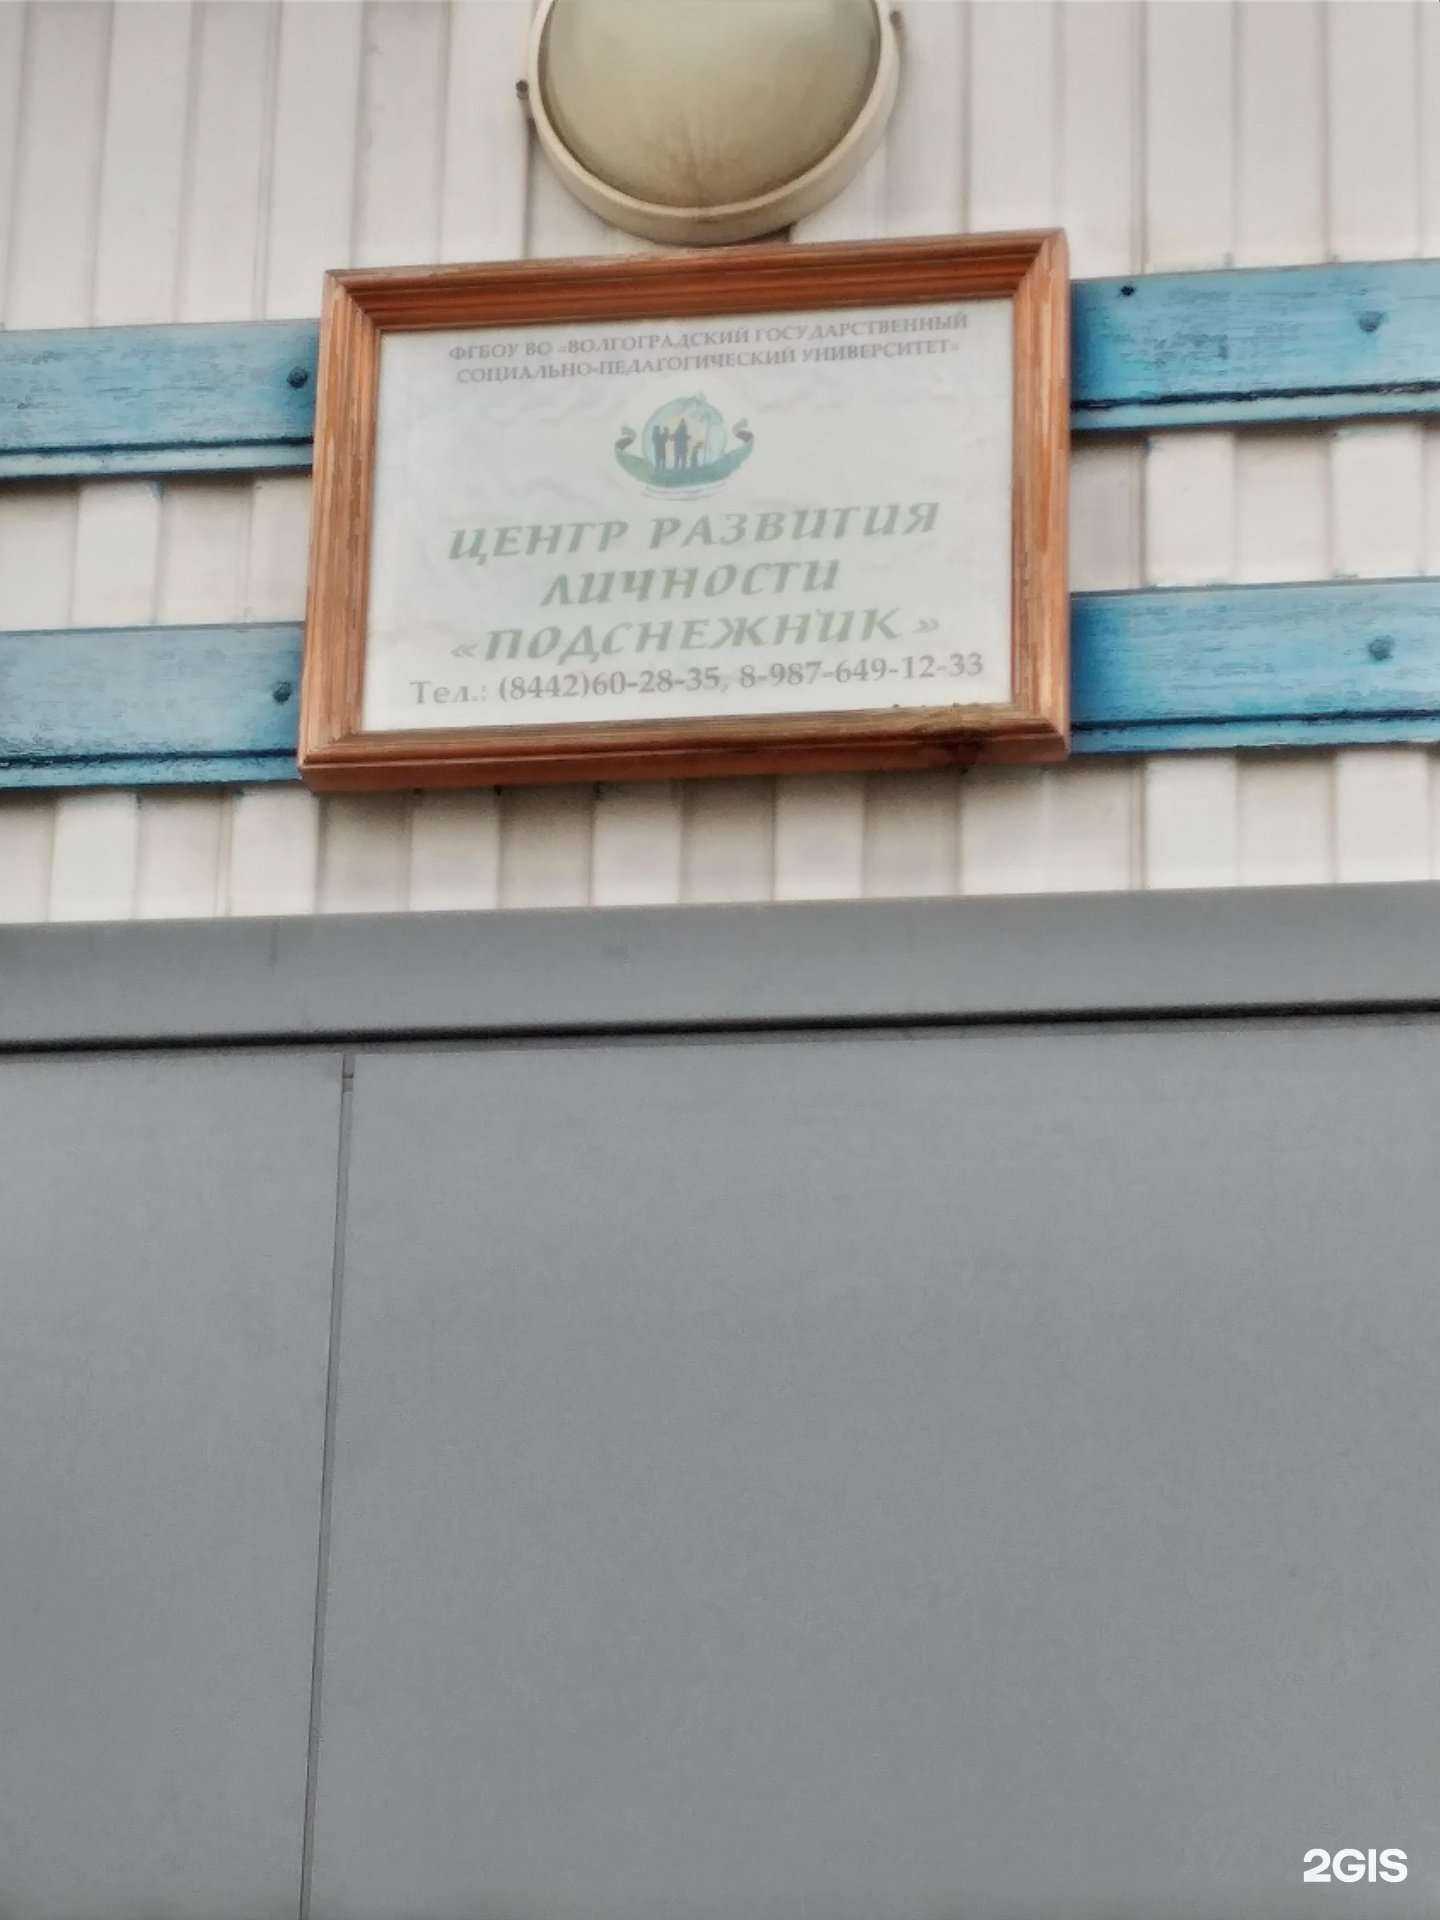 ФГБОУ ВО «ВОЛГОГРАДСКИЙ ГОСУДАРСТВЕННЫЙ
СОЦИАЛЬНО-ПЕДАГОГИЧЕСКИЙ УНИВЕРСИТЕТ»
ЦЕНТР РАЗВИТИЯ
ЛИЧНОСТИ
«ПОДСНЕЖНИК»
Тел.: (8442)60-28-35, 8-987-649-12-33
2GIS